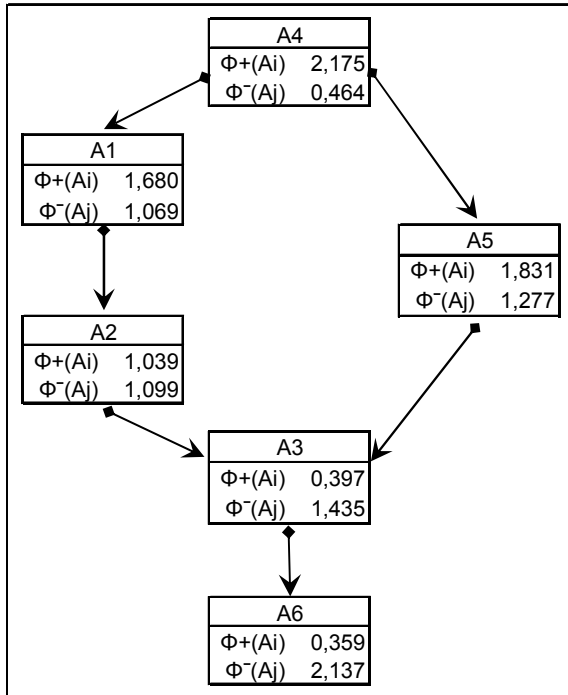 A4
Φ+(Ai) 2,175
Φ⁻(Aj) 0,464
A1
Φ+(Ai) 1,680
Φ⁻(Aj) 1,069
A5
Φ+(Ai) 1,831
Φ⁻(Aj) 1,277
A2
Φ+(Ai) 1,039
Φ⁻(Aj) 1,099
A3
Φ+(Ai) 0,397
Φ⁻(Aj) 1,435
A6
Φ+(Ai) 0,359
Φ⁻(Aj) 2,137